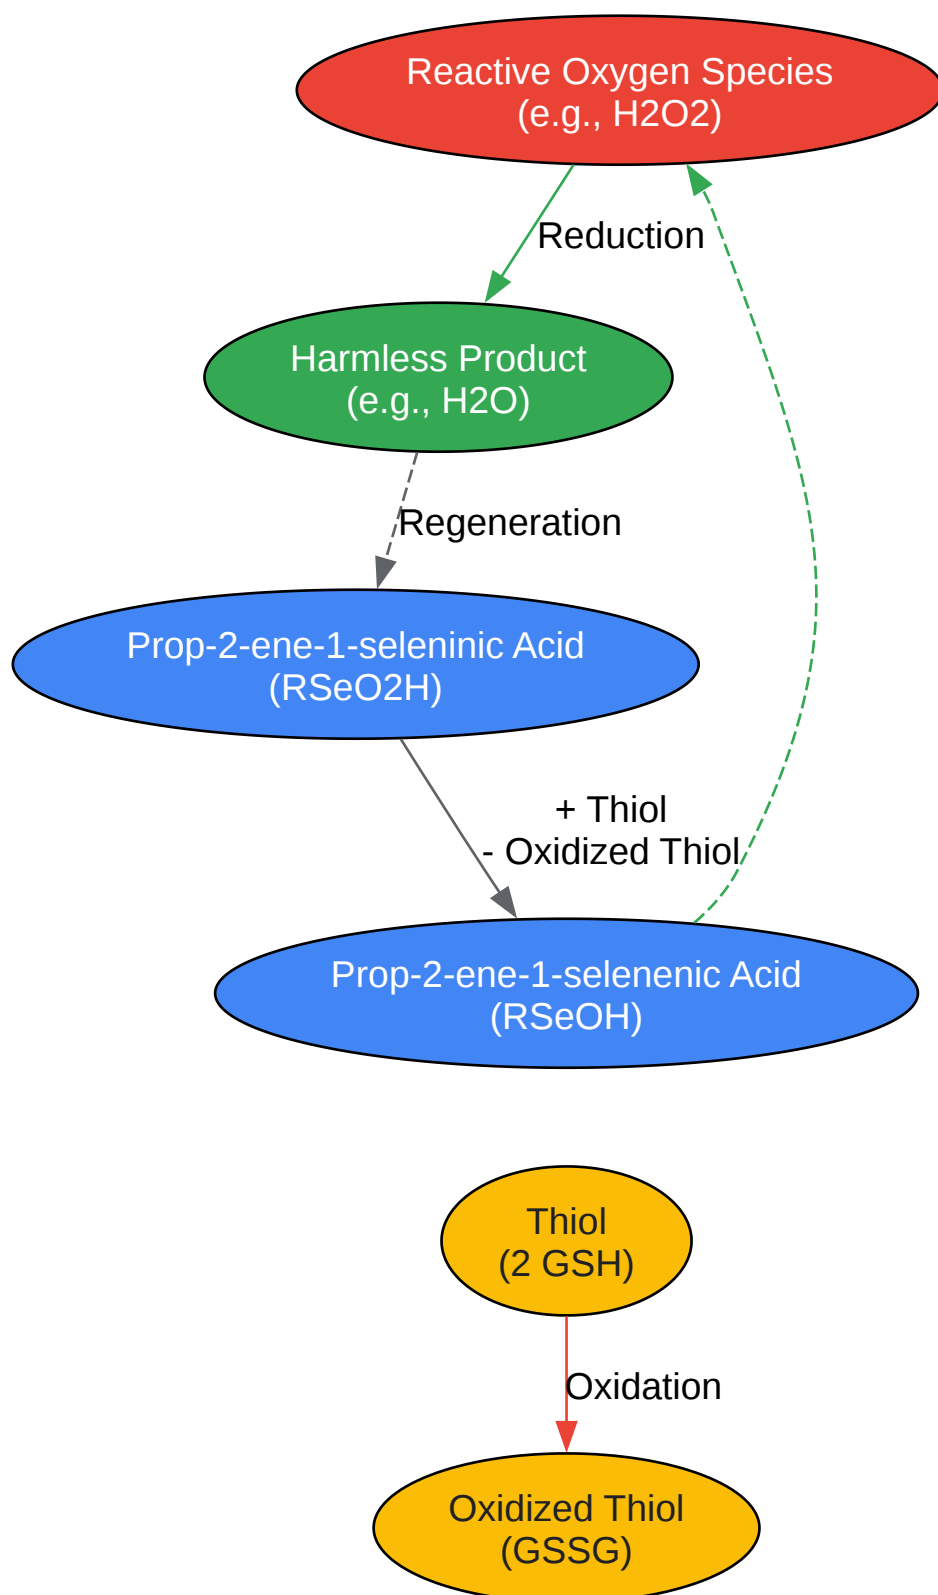 Reactive Oxygen Species
(e.g., H2O2)
Reduction
Harmless Product
(e.g., H2O)
Regeneration
Prop-2-ene-1-seleninic Acid
(RSeO2H)
+ Thiol
- Oxidized Thiol
Prop-2-ene-1-selenenic Acid
(RSeOH)
Thiol
(2 GSH)
Oxidation
Oxidized Thiol
(GSSG)